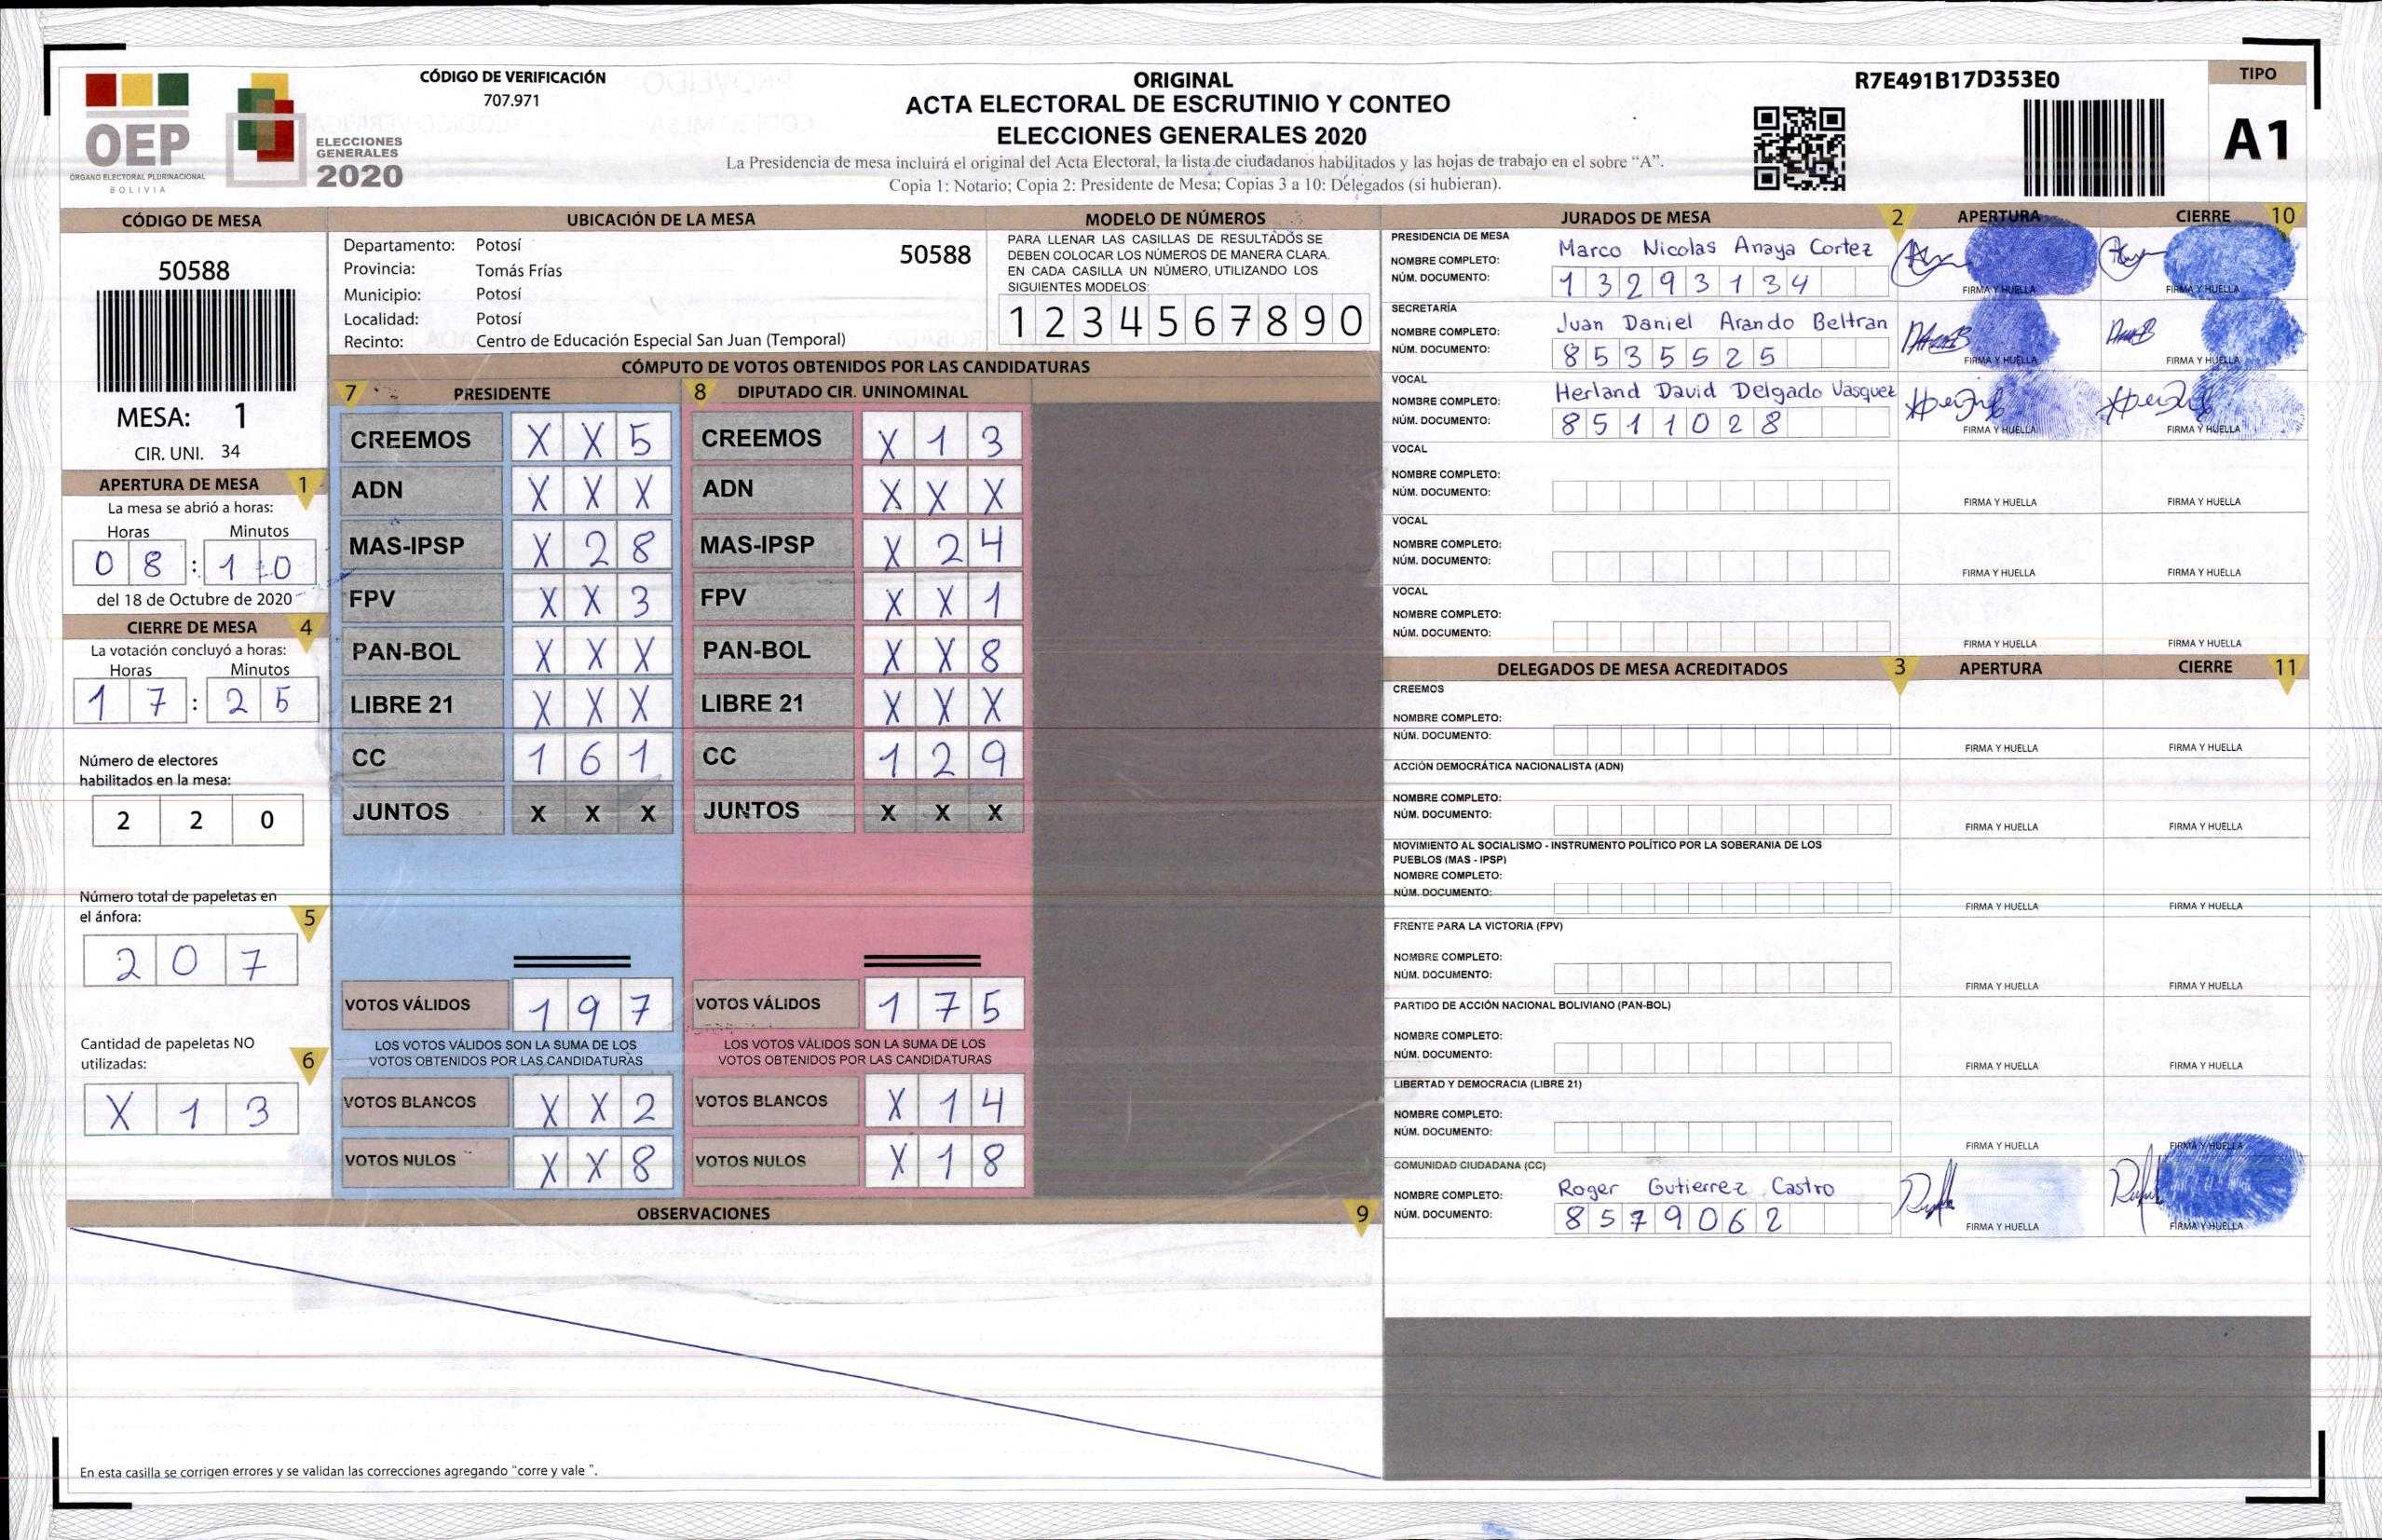 OEP
ÓRGANO ELECTORAL PLURINACIONAL
BOLIVIA
ELECCIONES
GENERALES
2020
CÓDIGO DE VERIFICACIÓN
707.971
ORIGINAL
ACTA ELECTORAL DE ESCRUTINIO Y CONTEO
ELECCIONES GENERALES 2020
La Presidencia de mesa incluirá el original del Acta Electoral, la lista de ciudadanos habilitados y las hojas de trabajo en el sobre “A”.
Copia 1: Notario; Copia 2: Presidente de Mesa; Copias 3 a 10: Delegados (si hubieran).
R7E491B17D353E0
TIPO
A1
CÓDIGO DE MESA
50588
MESA: 1
CIR. UNI. 34
APERTURA DE MESA 1
La mesa se abrió a horas:
Horas Minutos
0 8 : 1 0
del 18 de Octubre de 2020
CIERRE DE MESA 4
La votación concluyó a horas:
Horas Minutos
1 7 : 2 5
Número de electores
habilitados en la mesa:
2 2 0
Número total de papeletas en
el ánfora:
5
2 0 7
Cantidad de papeletas NO
utilizadas:
6
X 1 3
UBICACIÓN DE LA MESA
Departamento: Potosí
50588
Provincia: Tomás Frías
Municipio: Potosí
Localidad: Potosí
Recinto: Centro de Educación Especial San Juan (Temporal)
MODELO DE NÚMEROS
PARA LLENAR LAS CASILLAS DE RESULTADOS SE
DEBEN COLOCAR LOS NÚMEROS DE MANERA CLARA.
EN CADA CASILLA UN NÚMERO, UTILIZANDO LOS
SIGUIENTES MODELOS:
1 2 3 4 5 6 7 8 9 0
CÓMPUTO DE VOTOS OBTENIDOS POR LAS CANDIDATURAS
7 PRESIDENTE
CREEMOS X X 5
ADN X X X
MAS-IPSP X 2 8
FPV X X 3
PAN-BOL X X X
LIBRE 21 X X X
CC 1 6 1
JUNTOS X X X
VOTOS VÁLIDOS 1 9 7
LOS VOTOS VÁLIDOS SON LA SUMA DE LOS
VOTOS OBTENIDOS POR LAS CANDIDATURAS
VOTOS BLANCOS X X 2
VOTOS NULOS X X 8
8 DIPUTADO CIR. UNINOMINAL
CREEMOS X 1 3
ADN X X X
MAS-IPSP X 2 4
FPV X X 1
PAN-BOL X X 8
LIBRE 21 X X X
CC 1 2 9
JUNTOS X X X
VOTOS VÁLIDOS 1 7 5
LOS VOTOS VÁLIDOS SON LA SUMA DE LOS
VOTOS OBTENIDOS POR LAS CANDIDATURAS
VOTOS BLANCOS X 1 4
VOTOS NULOS X 1 8
OBSERVACIONES 9
En esta casilla se corrigen errores y se validan las correcciones agregando “corre y vale ”.
JURADOS DE MESA 2 APERTURA CIERRE 10
PRESIDENCIA DE MESA
NOMBRE COMPLETO: Marco Nicolas Anaya Cortez
NÚM. DOCUMENTO: 1 3 2 9 3 1 3 4
FIRMA Y HUELLA FIRMA Y HUELLA
SECRETARÍA
NOMBRE COMPLETO: Juan Daniel Arando Beltran
NÚM. DOCUMENTO: 8 5 3 5 5 2 5
FIRMA Y HUELLA FIRMA Y HUELLA
VOCAL
NOMBRE COMPLETO: Herland David Delgado Vasquez
NÚM. DOCUMENTO: 8 5 1 1 0 2 8
FIRMA Y HUELLA FIRMA Y HUELLA
VOCAL
NOMBRE COMPLETO:
NÚM. DOCUMENTO:
FIRMA Y HUELLA FIRMA Y HUELLA
VOCAL
NOMBRE COMPLETO:
NÚM. DOCUMENTO:
FIRMA Y HUELLA FIRMA Y HUELLA
VOCAL
NOMBRE COMPLETO:
NÚM. DOCUMENTO:
FIRMA Y HUELLA FIRMA Y HUELLA
DELEGADOS DE MESA ACREDITADOS 3 APERTURA CIERRE 11
CREEMOS
NOMBRE COMPLETO:
NÚM. DOCUMENTO:
FIRMA Y HUELLA FIRMA Y HUELLA
ACCIÓN DEMOCRÁTICA NACIONALISTA (ADN)
NOMBRE COMPLETO:
NÚM. DOCUMENTO:
FIRMA Y HUELLA FIRMA Y HUELLA
MOVIMIENTO AL SOCIALISMO - INSTRUMENTO POLÍTICO POR LA SOBERANIA DE LOS
PUEBLOS (MAS - IPSP)
NOMBRE COMPLETO:
NÚM. DOCUMENTO:
FIRMA Y HUELLA FIRMA Y HUELLA
FRENTE PARA LA VICTORIA (FPV)
NOMBRE COMPLETO:
NÚM. DOCUMENTO:
FIRMA Y HUELLA FIRMA Y HUELLA
PARTIDO DE ACCIÓN NACIONAL BOLIVIANO (PAN-BOL)
NOMBRE COMPLETO:
NÚM. DOCUMENTO:
FIRMA Y HUELLA FIRMA Y HUELLA
LIBERTAD Y DEMOCRACIA (LIBRE 21)
NOMBRE COMPLETO:
NÚM. DOCUMENTO:
FIRMA Y HUELLA FIRMA Y HUELLA
COMUNIDAD CIUDADANA (CC)
NOMBRE COMPLETO: Roger Gutierrez Castro
NÚM. DOCUMENTO: 8 5 7 9 0 6 2
FIRMA Y HUELLA FIRMA Y HUELLA